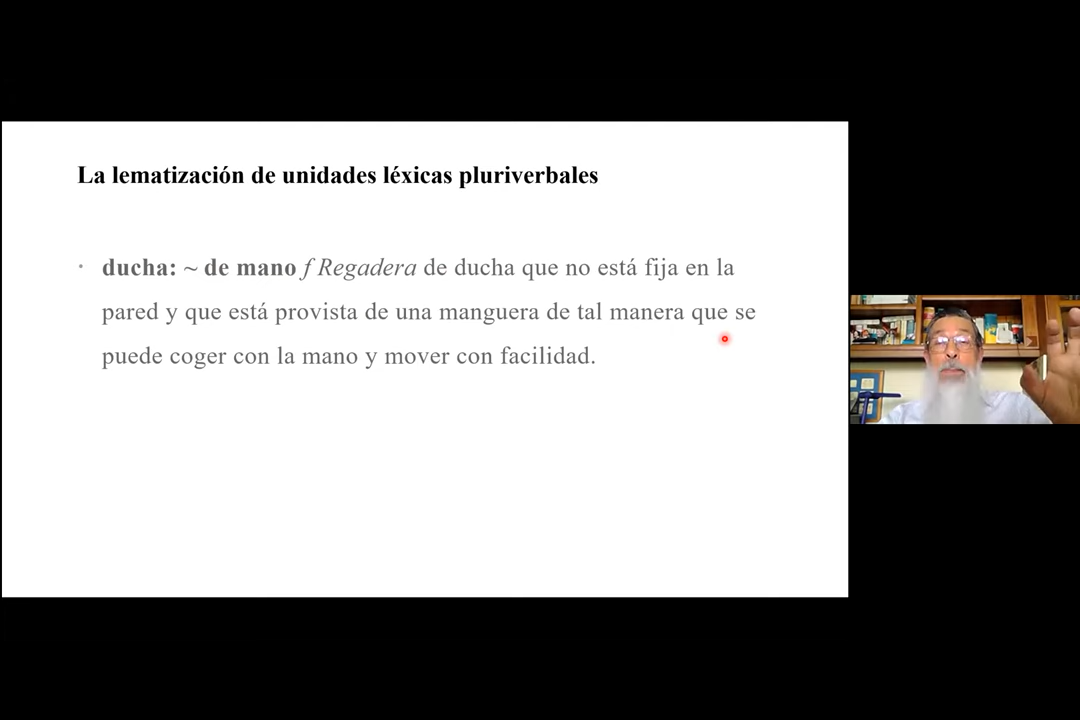 La lematización de unidades léxicas pluriverbales
• ducha: ~ de mano f Regadera de ducha que no está fija en la
pared y que está provista de una manguera de tal manera que se
puede coger con la mano y mover con facilidad.